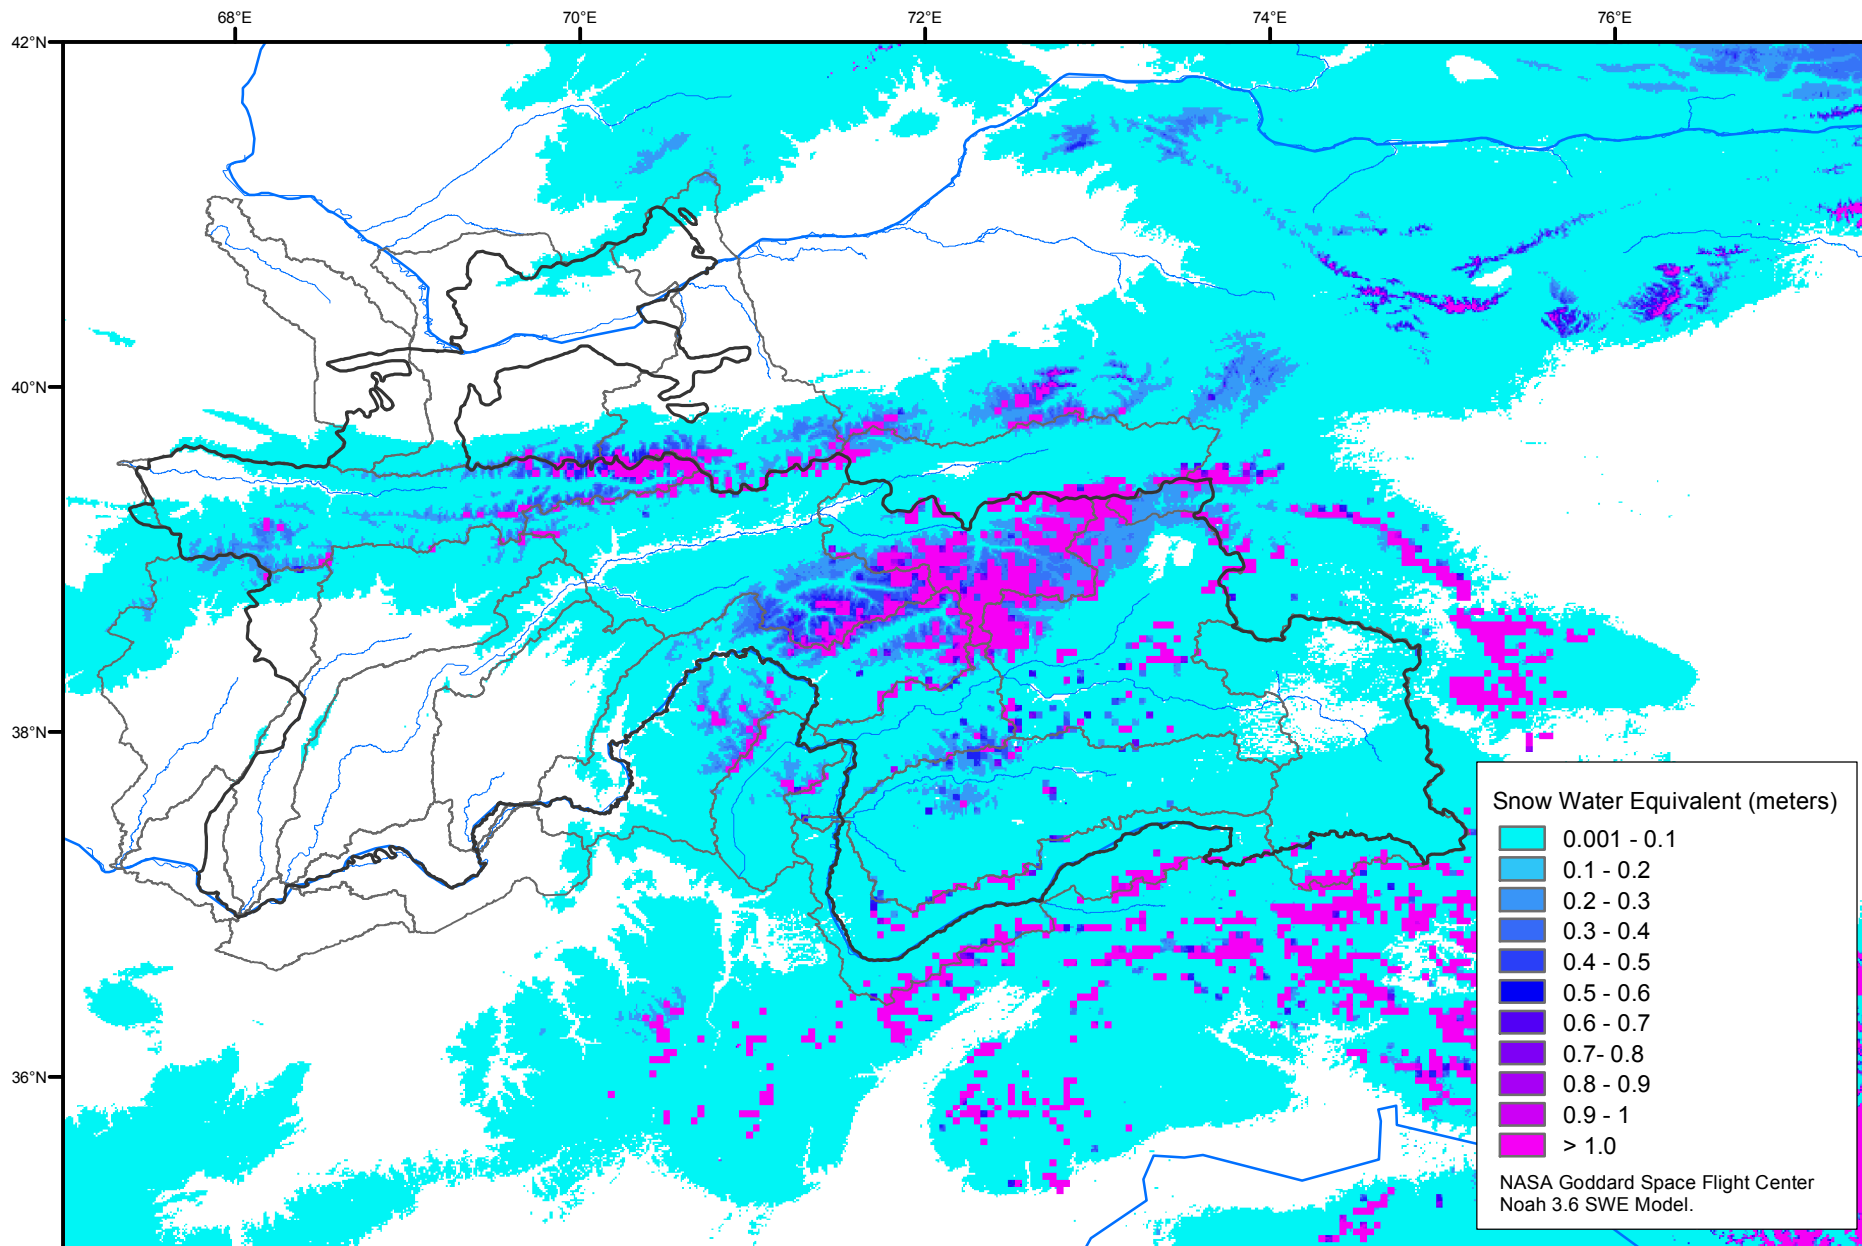 68°E 70°E 72°E 74°E 76°E
42°N
40°N
38°N
36°N
Snow Water Equivalent (meters)
0.001 - 0.1
0.1 - 0.2
0.2 - 0.3
0.3 - 0.4
0.4 - 0.5
0.5 - 0.6
0.6 - 0.7
0.7- 0.8
0.8 - 0.9
0.9 - 1
> 1.0
NASA Goddard Space Flight Center
Noah 3.6 SWE Model.